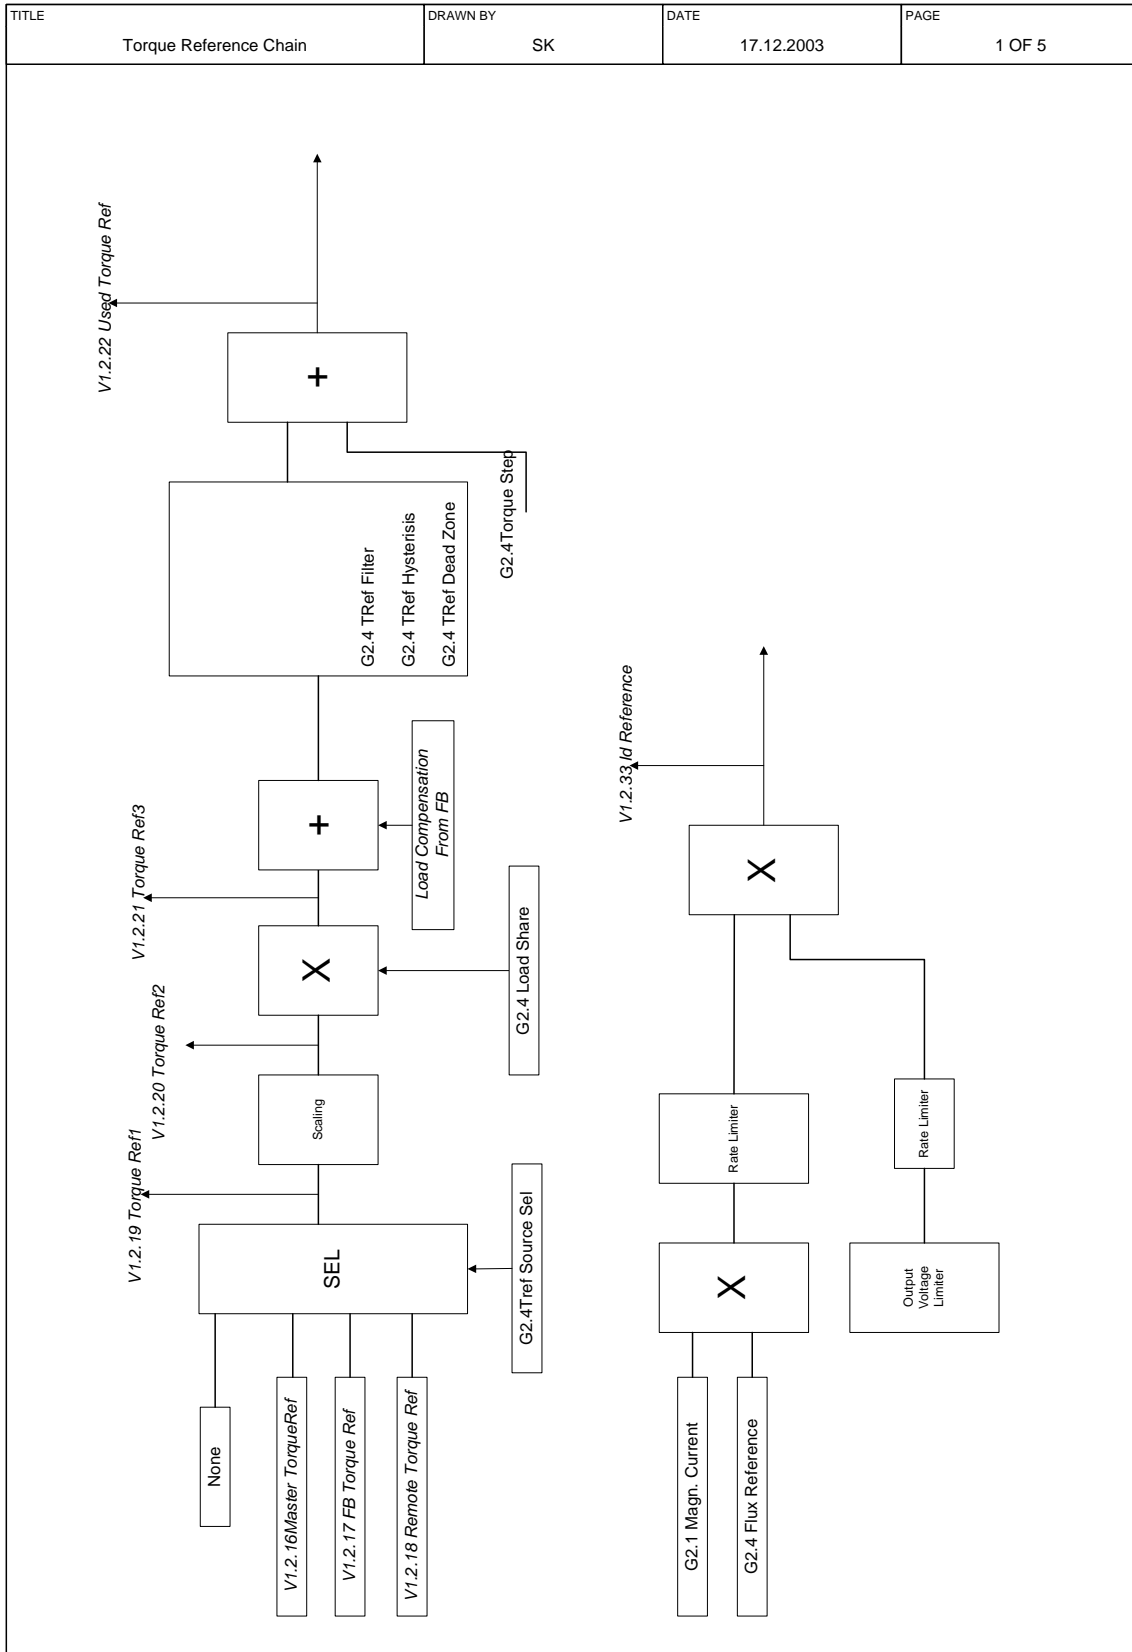 TITLE
Torque Reference Chain
DRAWN BY
SK
DATE
17.12.2003
PAGE
1 OF 5
None
V1.2.16Master TorqueRef
V1.2.17 FB Torque Ref
V1.2.18 Remote Torque Ref
SEL
G2.4Tref Source Sel
V1.2.19 Torque Ref1
Scaling
V1.2.20 Torque Ref2
X
G2.4 Load Share
V1.2.21 Torque Ref3
+
Load Compensation
From FB
G2.4 TRef Filter
G2.4 TRef Hysterisis
G2.4 TRef Dead Zone
G2.4Torque Step
+
V1.2.22 Used Torque Ref
G2.1 Magn. Current
G2.4 Flux Reference
X
Rate Limiter
Output
Voltage
Limiter
Rate Limiter
X
V1.2.33 Id Reference